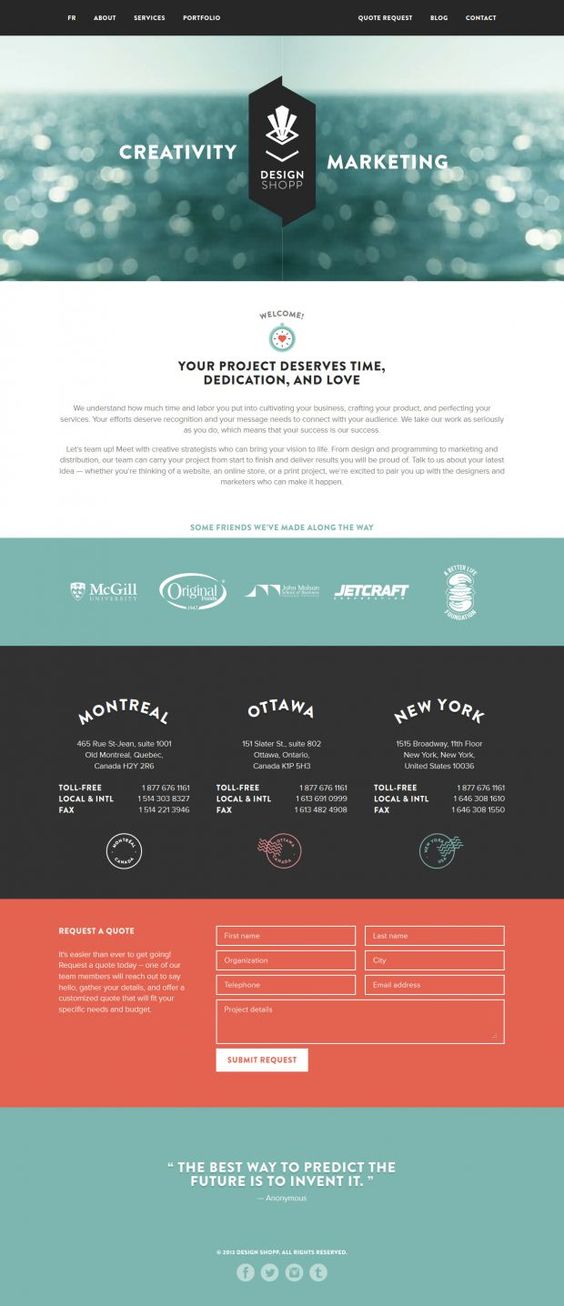 FR ABOUT SERVICES PORTFOLIO QUOTE REQUEST BLOG CONTACT
CREATIVITY
DESIGN
SHOPP
MARKETING
WELCOME!
YOUR PROJECT DESERVES TIME,
DEDICATION, AND LOVE
We understand how much time and labor you put into cultivating your business, crafting your product, and perfecting your
services. Your efforts deserve recognition and your message needs to connect with your audience. We take our work as seriously
as you do, which means that your success is our success.
Let's team up! Meet with creative strategists who can bring your vision to life. From design and programming to marketing and
distribution, our team can carry your project from start to finish and deliver results you will be proud of. Talk to us about your latest
idea — whether you're thinking of a website, an online store, or a print project, we're excited to pair you up with the designers and
marketers who can make it happen.
SOME FRIENDS WE'VE MADE ALONG THE WAY
McGill
UNIVERSITY
Original
Foods
1947
John Molson
School of Business
JETCRAFT
CORPORATION
A BETTER LIFE
FOUNDATION
MONTREAL
465 Rue St-Jean, suite 1001
Old Montreal, Quebec,
Canada H2Y 2R6
TOLL-FREE 1 877 676 1161
LOCAL & INTL 1 514 303 8327
FAX 1 514 221 3946
MONTRÉAL
CANADA
OTTAWA
151 Slater St., suite 802
Ottawa, Ontario,
Canada K1P 5H3
TOLL-FREE 1 877 676 1161
LOCAL & INTL 1 613 691 0999
FAX 1 613 482 4908
OTTAWA
CANADA
NEW YORK
1515 Broadway, 11th Floor
New York, New York,
United States 10036
TOLL-FREE 1 877 676 1161
LOCAL & INTL 1 646 308 1610
FAX 1 646 308 1550
NEW YORK
USA
REQUEST A QUOTE
It's easier than ever to get going!
Request a quote today — one of our
team members will reach out to say
hello, gather your details, and offer a
customized quote that will fit your
specific needs and budget.
First name Last name
Organization City
Telephone Email address
Project details
SUBMIT REQUEST
“ THE BEST WAY TO PREDICT THE
FUTURE IS TO INVENT IT. ”
— Anonymous
© 2013 DESIGN SHOPP. ALL RIGHTS RESERVED.